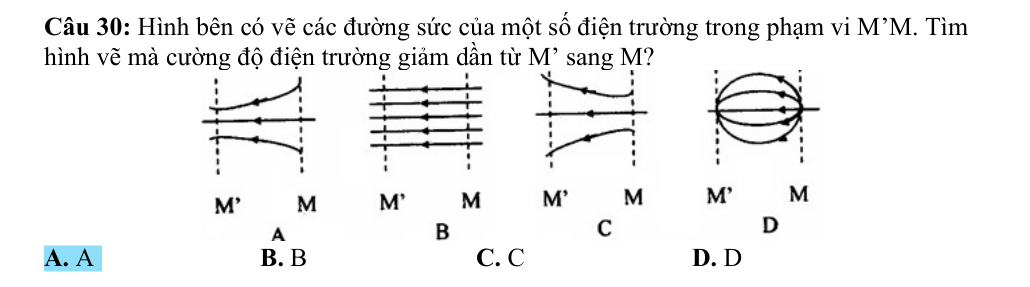 Câu 30: Hình bên có vẽ các đường sức của một số điện trường trong phạm vi M’M. Tìm
hình vẽ mà cường độ điện trường giảm dần từ M’ sang M?
M’ M M’ M M’ M M’ M
A B C D
A. A B. B C. C D. D